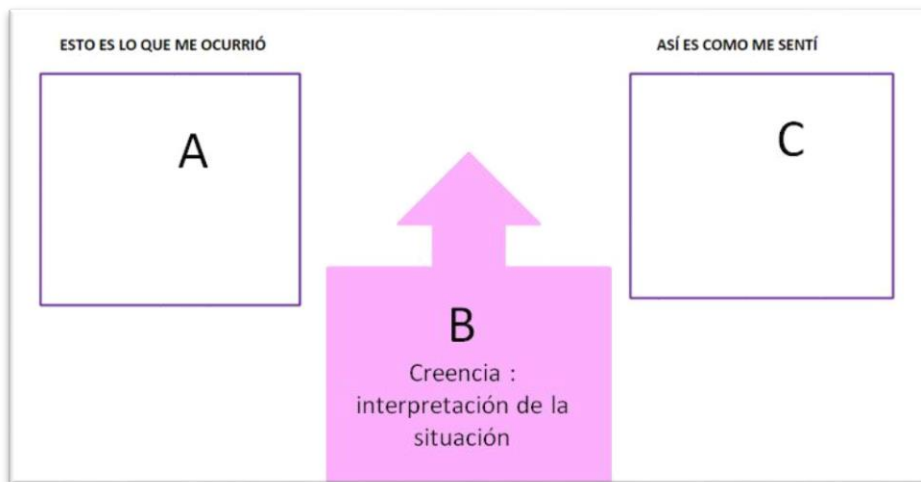 ESTO ES LO QUE ME OCURRIÓ
ASÍ ES COMO ME SENTÍ
A
C
B
Creencia :
interpretación de la
situación